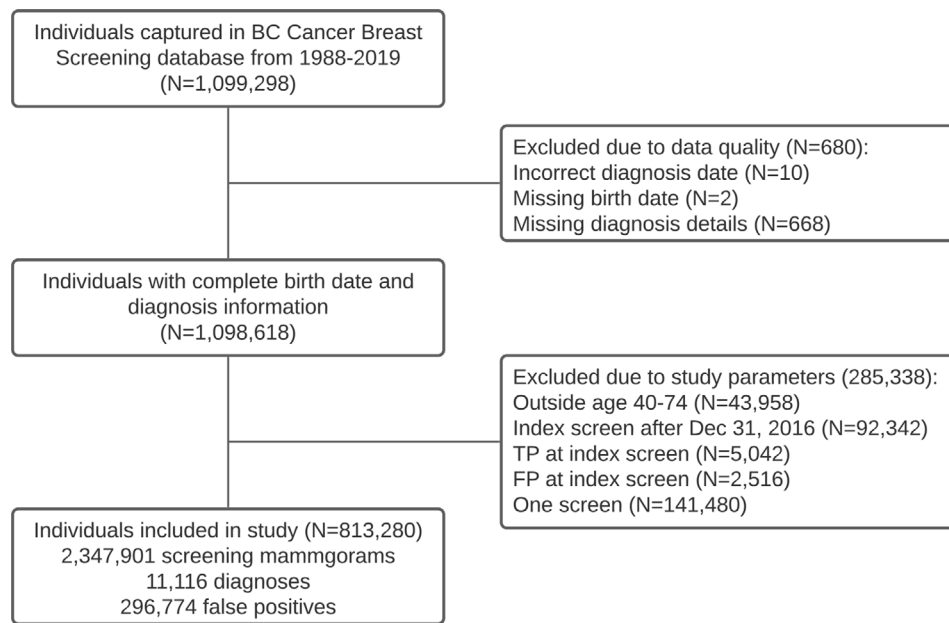 Individuals captured in BC Cancer Breast
Screening database from 1988-2019
(N=1,099,298)
Excluded due to data quality (N=680):
Incorrect diagnosis date (N=10)
Missing birth date (N=2)
Missing diagnosis details (N=668)
Individuals with complete birth date and
diagnosis information
(N=1,098,618)
Excluded due to study parameters (285,338):
Outside age 40-74 (N=43,958)
Index screen after Dec 31, 2016 (N=92,342)
TP at index screen (N=5,042)
FP at index screen (N=2,516)
One screen (N=141,480)
Individuals included in study (N=813,280)
2,347,901 screening mammgorams
11,116 diagnoses
296,774 false positives